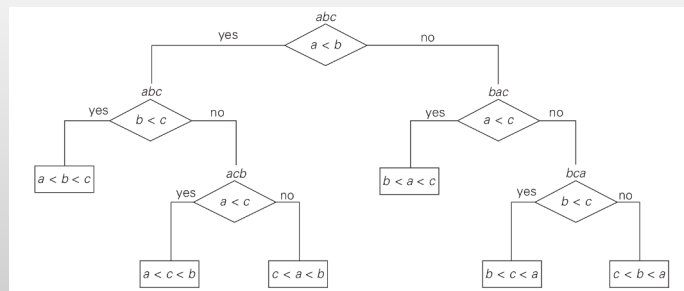 abc
yes
a < b
no
abc
bac
yes
b < c
no
yes
a < c
no
a < b < c
acb
b < a < c
bca
yes
a < c
no
yes
b < c
no
a < c < b
c < a < b
b < c < a
c < b < a